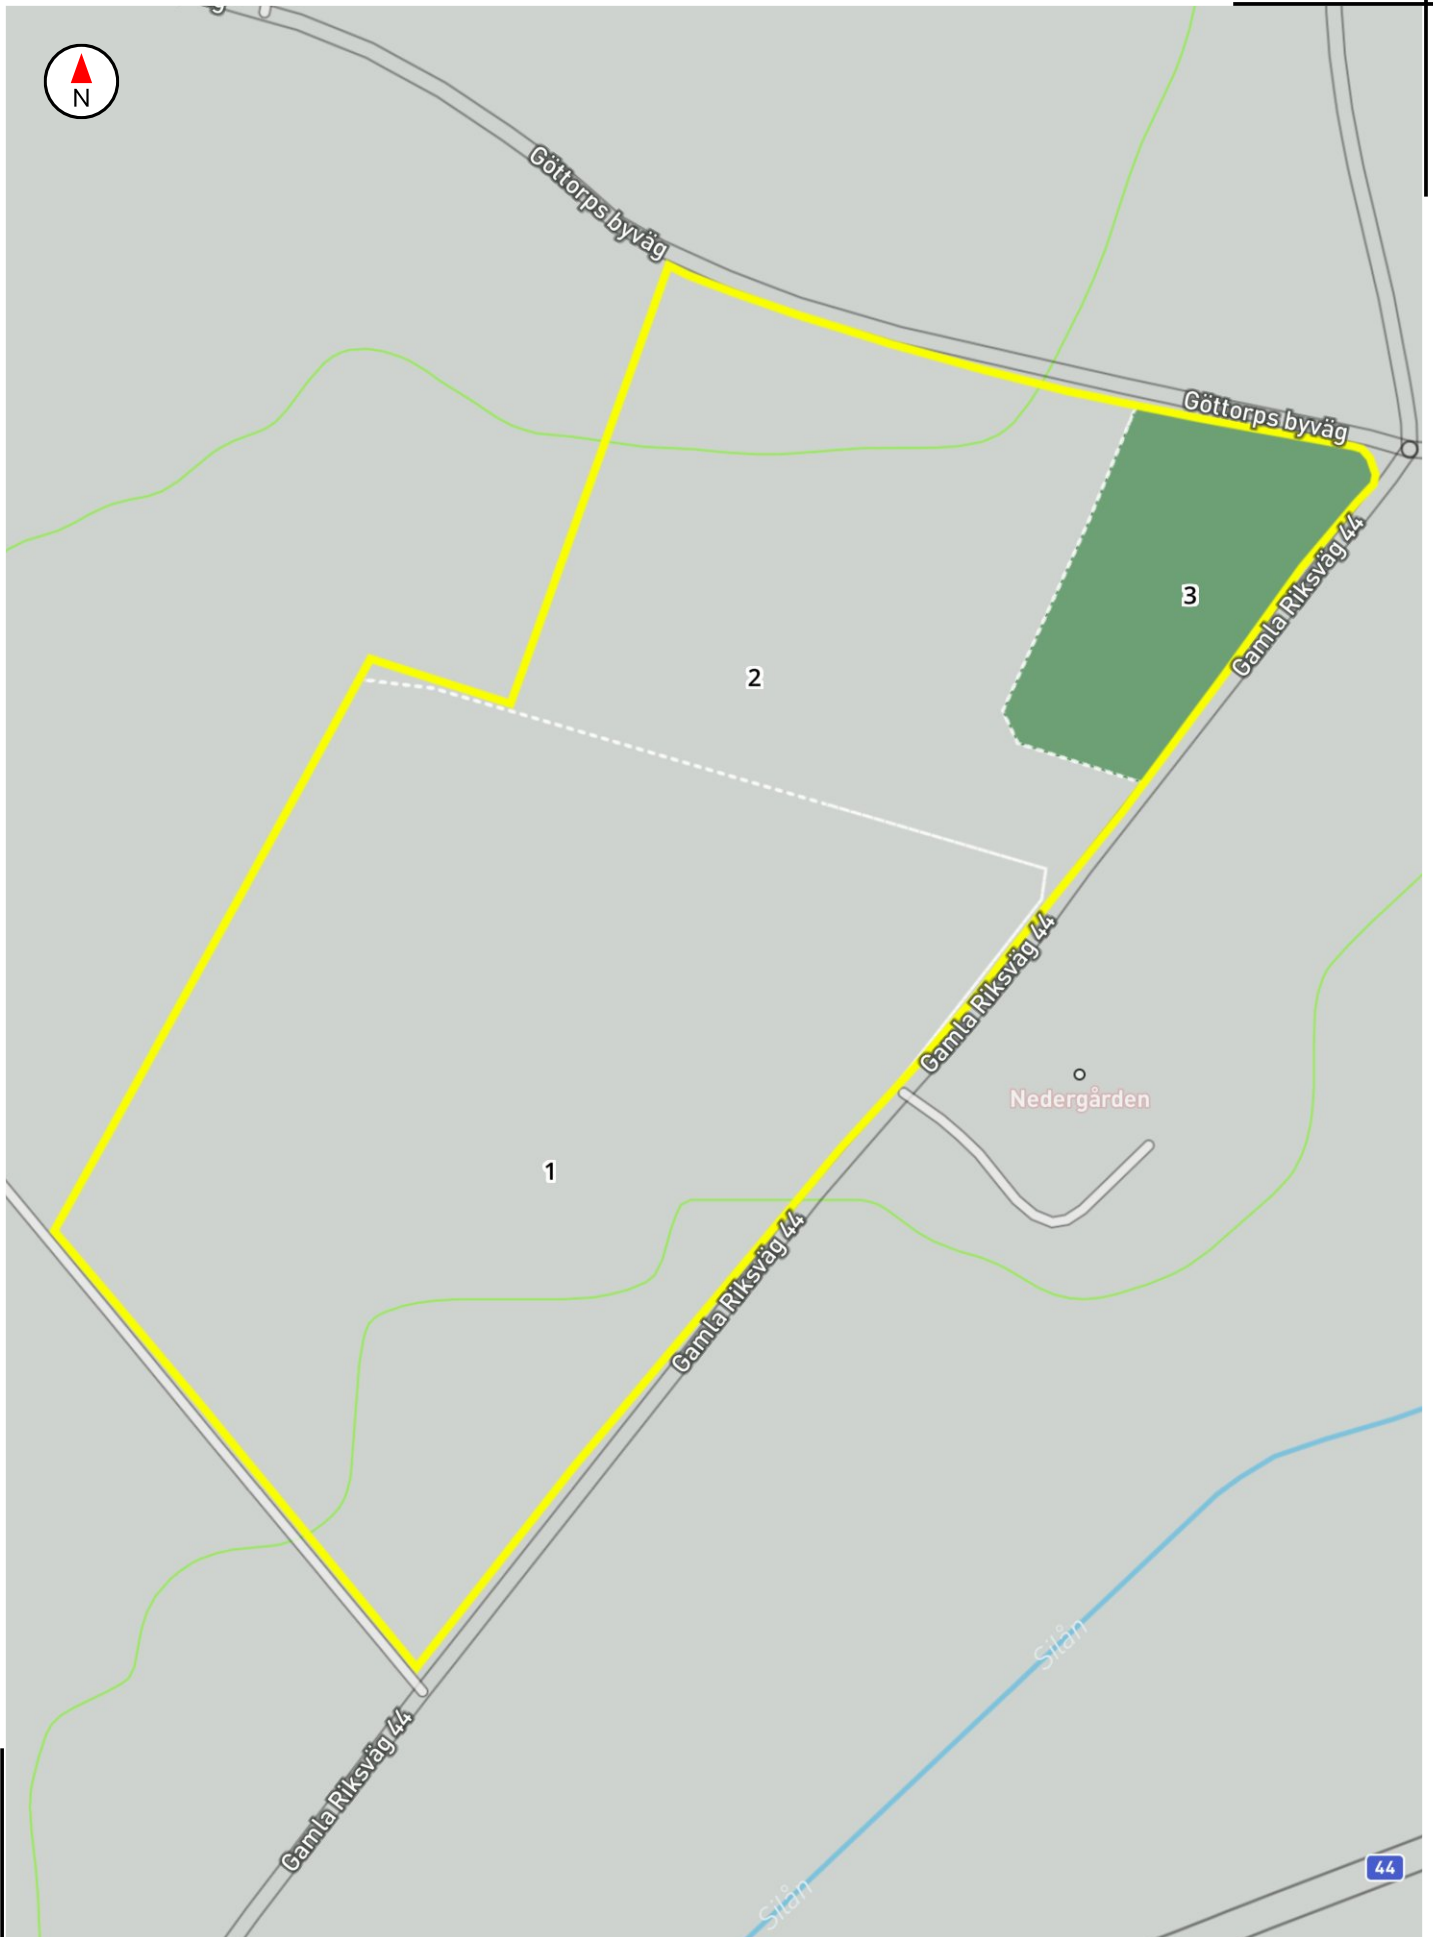 N
Göttorps byväg
Göttorps byväg
3
Gamla Riksväg 44
2
Gamla Riksväg 44
Nedergården
1
Gamla Riksväg 44
Silån
Gamla Riksväg 44
44
Silån